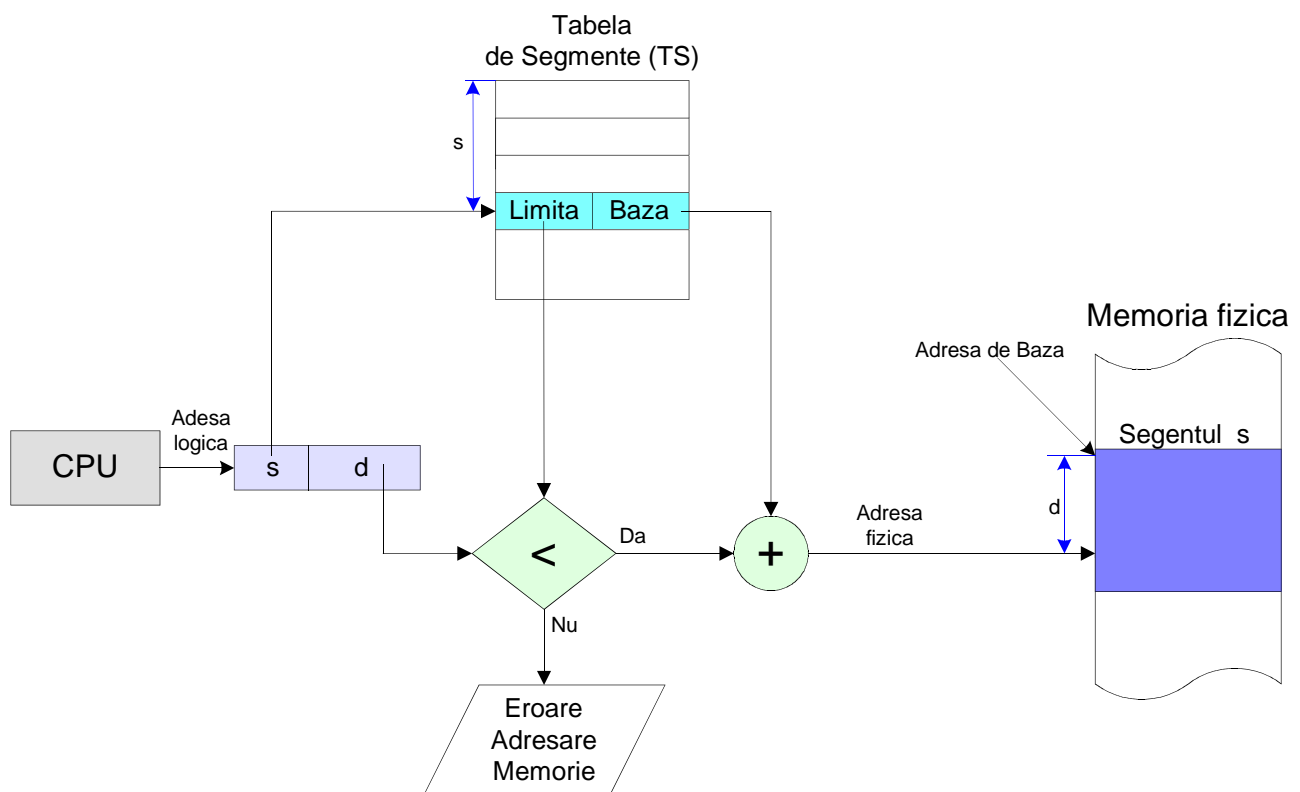 Tabela
de Segmente (TS)
s
Limita Baza
Memoria fizica
Adresa de Baza
Adesa
logica
CPU
s d
Segentul s
d
<
Da
+
Adresa
fizica
Nu
Eroare
Adresare
Memorie